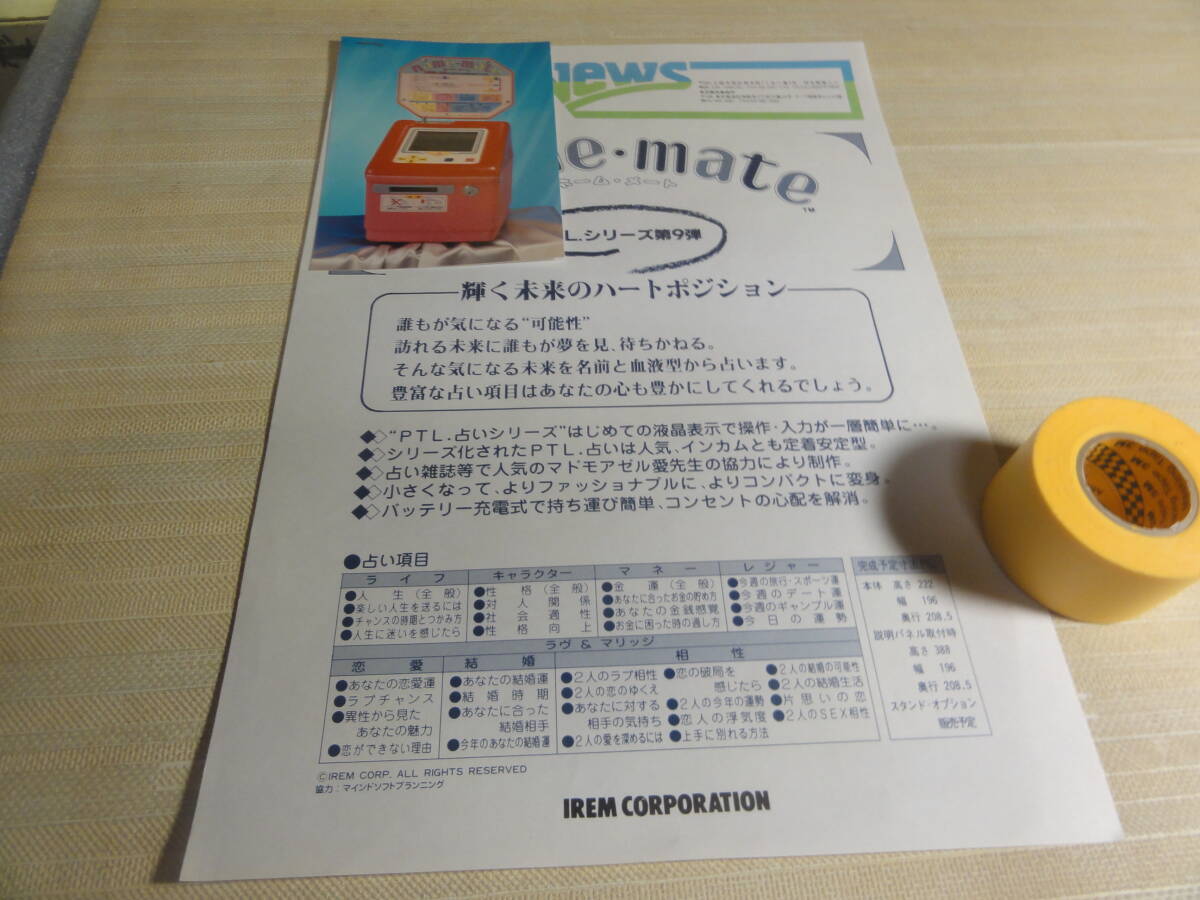 news
e・mate
TM
L.シリーズ第9弾
輝く未来のハートポジション
誰もが気になる“可能性”
訪れる未来に誰もが夢を見、待ちかねる。
そんな気になる未来を名前と血液型から占います。
豊富な占い項目はあなたの心も豊かにしてくれるでしょう。
◆◇“PTL.占いシリーズ”はじめての液晶表示で操作・入力が一層簡単に…。
◆◇シリーズ化されたPTL.占いは人気、インカムとも定着安定型。
◆◇占い雑誌等で人気のマドモアゼル愛先生の協力により制作。
◆◇小さくなって、よりファッショナブルに、よりコンパクトに変身。
◆◇バッテリー充電式で持ち運び簡単、コンセントの心配を解消。
●占い項目
ライフ
●人生(全般)
●楽しい人生を送るには
●チャンスの時期とつかみ方
●人生に迷いを感じたら
キャラクター
●性格(全般)
●対人関係
●社会適性
●性格向上
マネー
●金運(全般)
●あなたに合ったお金の貯め方
●あなたの金銭感覚
●お金に困った時の過し方
レジャー
●今週の旅行・スポーツ運
●今週のデート運
●今週のギャンブル運
●今日の運勢
ラヴ&マリッジ
恋愛
●あなたの恋愛運
●ラブチャンス
●異性から見た
あなたの魅力
●恋ができない理由
結婚
●あなたの結婚運
●結婚時期
●あなたに合った
結婚相手
●今年のあなたの結婚運
相性
●2人のラブ相性
●2人の恋のゆくえ
●あなたに対する
相手の気持ち
●2人の愛を深めるには
●恋の破局を
感じたら
●2人の今年の運勢
●恋人の浮気度
●上手に別れる方法
●2人の結婚の可能性
●2人の結婚生活
●片思いの恋
●2人のSEX相性
完成予定寸
本体 高さ 222
幅 196
奥行 208.5
説明パネル取付時
高さ 388
幅 196
奥行 208.5
スタンド・オプション
販売予定
©IREM CORP. ALL RIGHTS RESERVED
協力:マインドソフトプランニング
IREM CORPORATION